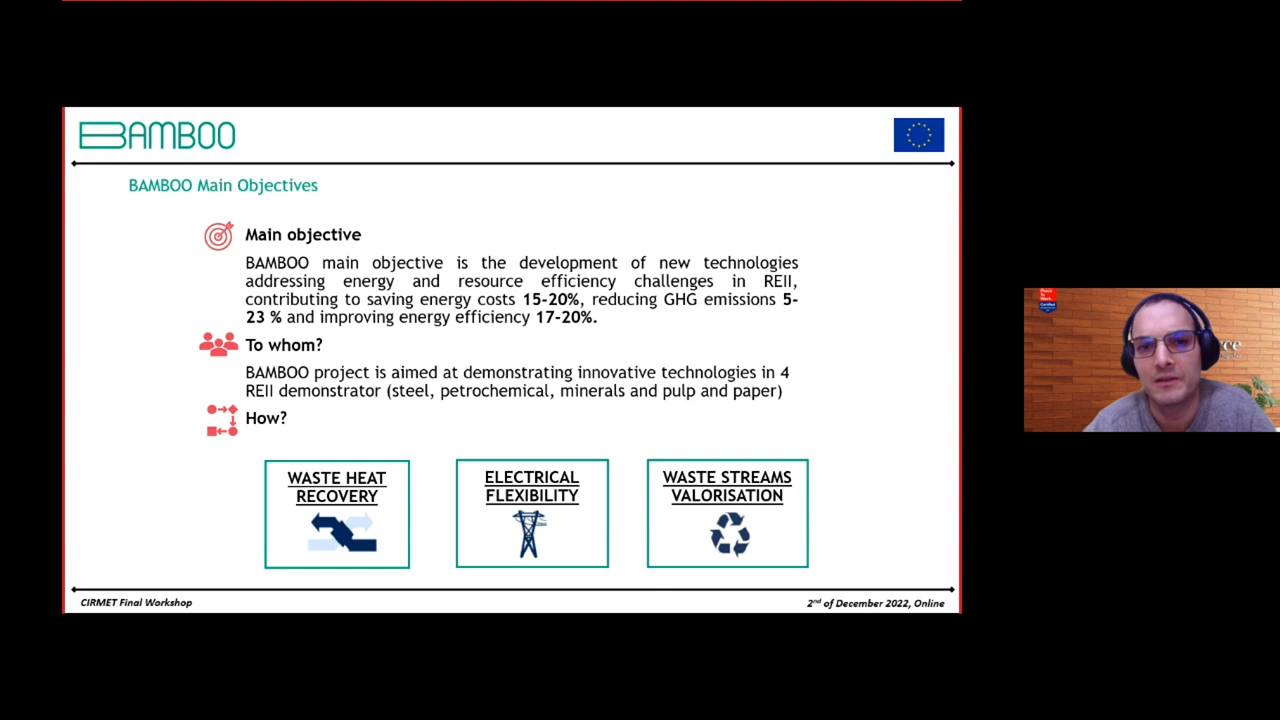 BAMBOO
BAMBOO Main Objectives
Main objective
BAMBOO main objective is the development of new technologies
addressing energy and resource efficiency challenges in REII,
contributing to saving energy costs 15-20%, reducing GHG emissions 5-
23 % and improving energy efficiency 17-20%.
To whom?
BAMBOO project is aimed at demonstrating innovative technologies in 4
REII demonstrator (steel, petrochemical, minerals and pulp and paper)
How?
WASTE HEAT
RECOVERY
ELECTRICAL
FLEXIBILITY
WASTE STREAMS
VALORISATION
CIRMET Final Workshop
2nd of December 2022, Online